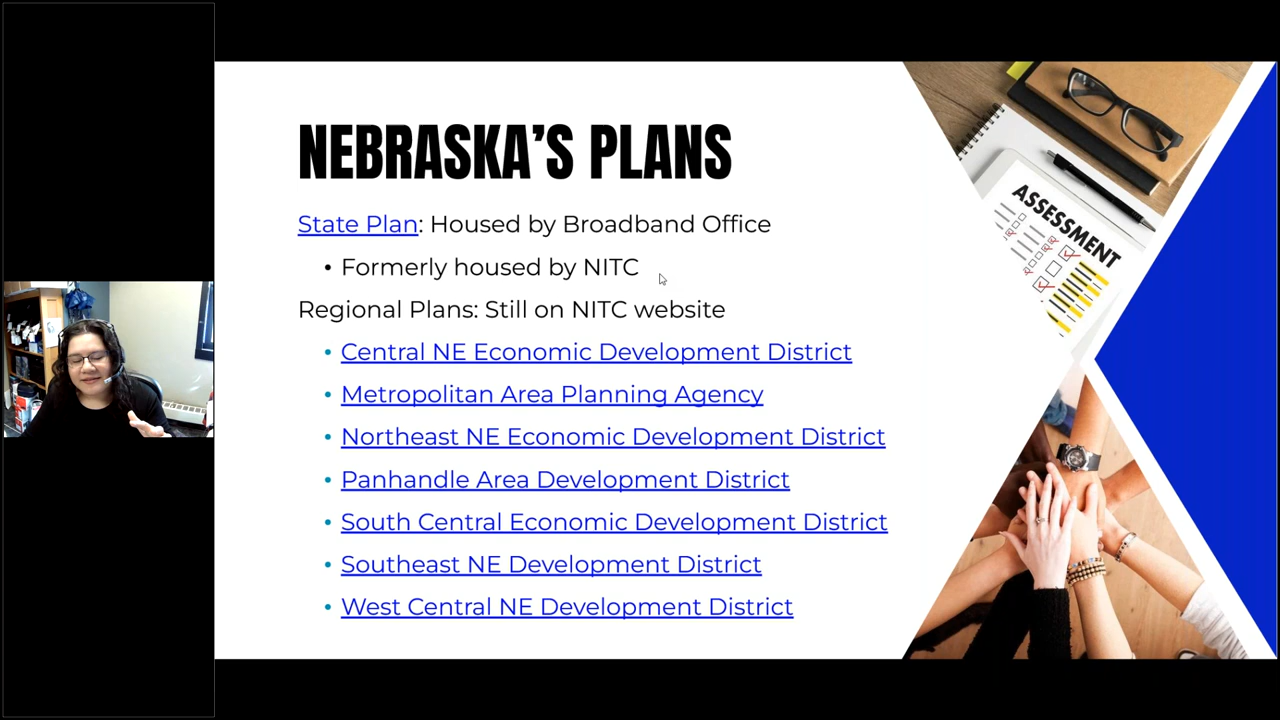 NEBRASKA’S PLANS
State Plan: Housed by Broadband Office
• Formerly housed by NITC
Regional Plans: Still on NITC website
• Central NE Economic Development District
• Metropolitan Area Planning Agency
• Northeast NE Economic Development District
• Panhandle Area Development District
• South Central Economic Development District
• Southeast NE Development District
• West Central NE Development District
ASSESSMENT